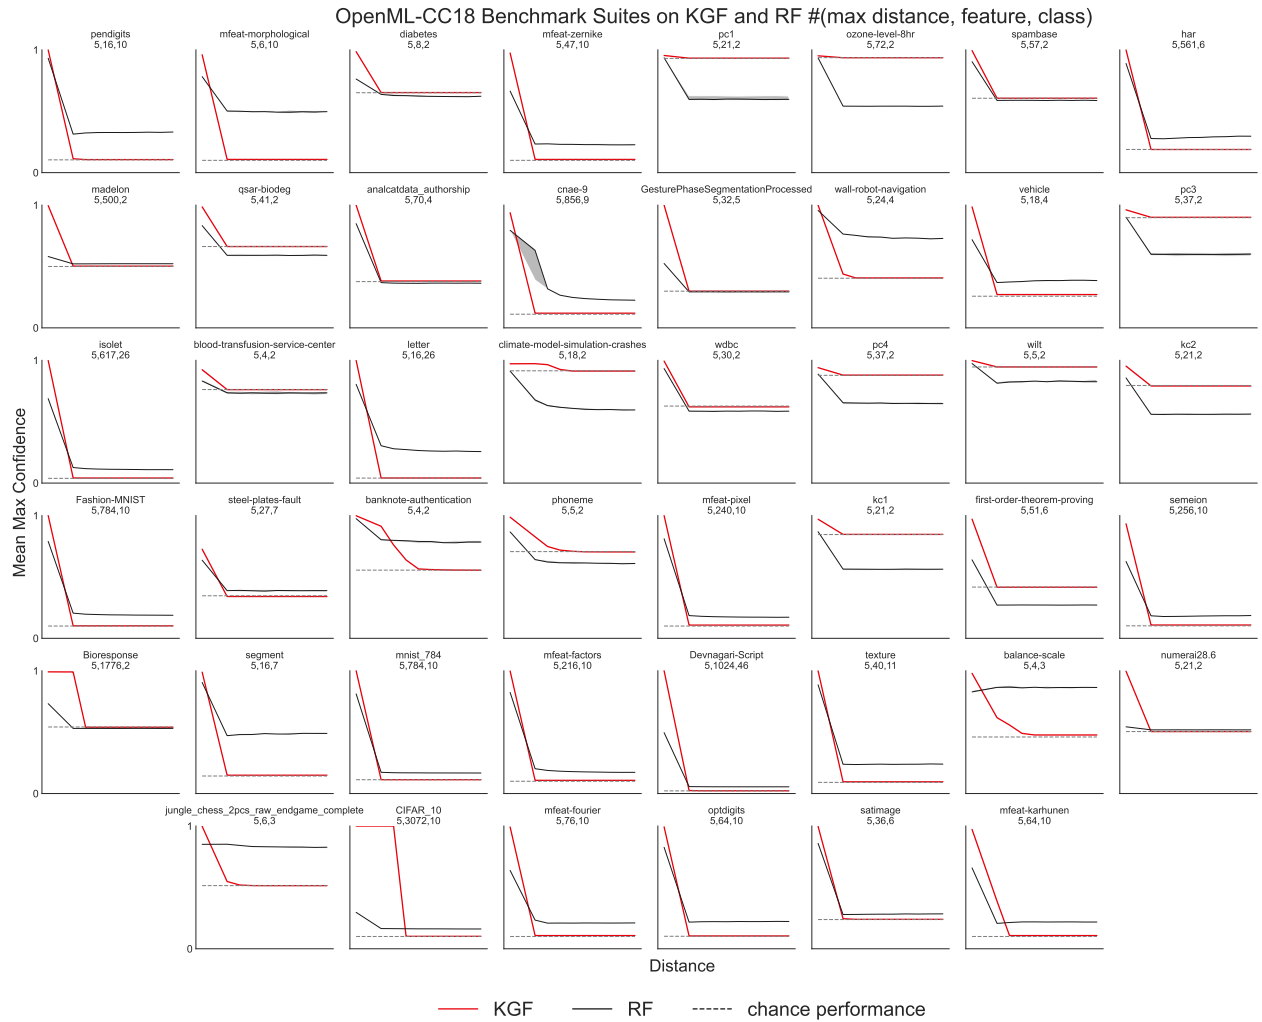 OpenML-CC18 Benchmark Suites on KGF and RF #(max distance, feature, class)
pendigits
5,16,10
mfeat-morphological
5,6,10
diabetes
5,8,2
mfeat-zernike
5,47,10
pc1
5,21,2
ozone-level-8hr
5,72,2
spambase
5,57,2
har
5,561,6
1
0
madelon
5,500,2
qsar-biodeg
5,41,2
analcatdata_authorship
5,70,4
cnae-9
5,856,9
GesturePhaseSegmentationProcessed
5,32,5
wall-robot-navigation
5,24,4
vehicle
5,18,4
pc3
5,37,2
1
0
isolet
5,617,26
blood-transfusion-service-center
5,4,2
letter
5,16,26
climate-model-simulation-crashes
5,18,2
wdbc
5,30,2
pc4
5,37,2
wilt
5,5,2
kc2
5,21,2
1
0
Mean Max Confidence
Fashion-MNIST
5,784,10
steel-plates-fault
5,27,7
banknote-authentication
5,4,2
phoneme
5,5,2
mfeat-pixel
5,240,10
kc1
5,21,2
first-order-theorem-proving
5,51,6
semeion
5,256,10
1
0
Bioresponse
5,1776,2
segment
5,16,7
mnist_784
5,784,10
mfeat-factors
5,216,10
Devnagari-Script
5,1024,46
texture
5,40,11
balance-scale
5,4,3
numerai28.6
5,21,2
1
0
jungle_chess_2pcs_raw_endgame_complete
5,6,3
CIFAR_10
5,3072,10
mfeat-fourier
5,76,10
optdigits
5,64,10
satimage
5,36,6
mfeat-karhunen
5,64,10
1
0
Distance
KGF
RF
chance performance